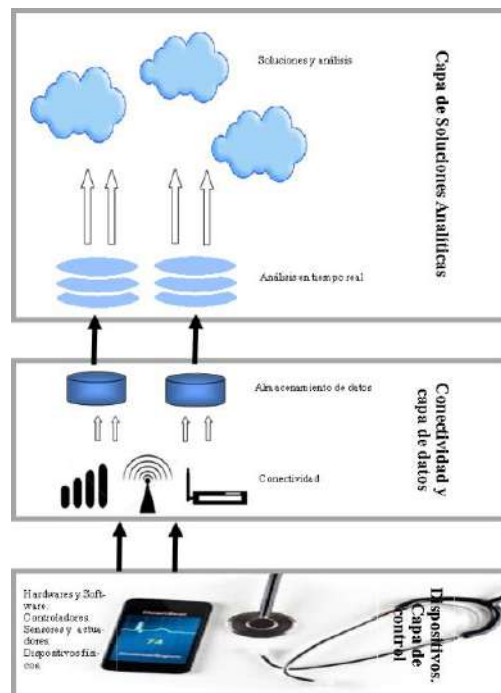 Soluciones y análisis
Capa de Soluciones Analíticas
Análisis en tiempo real
Almacenamiento de datos
Conectividad y
capa de datos
Conectividad
Hardwares y Soft-
ware.
Controladores.
Sensores y actua-
dores.
Dispositivos físi-
cos.
Dispositivos.
Capa de
control